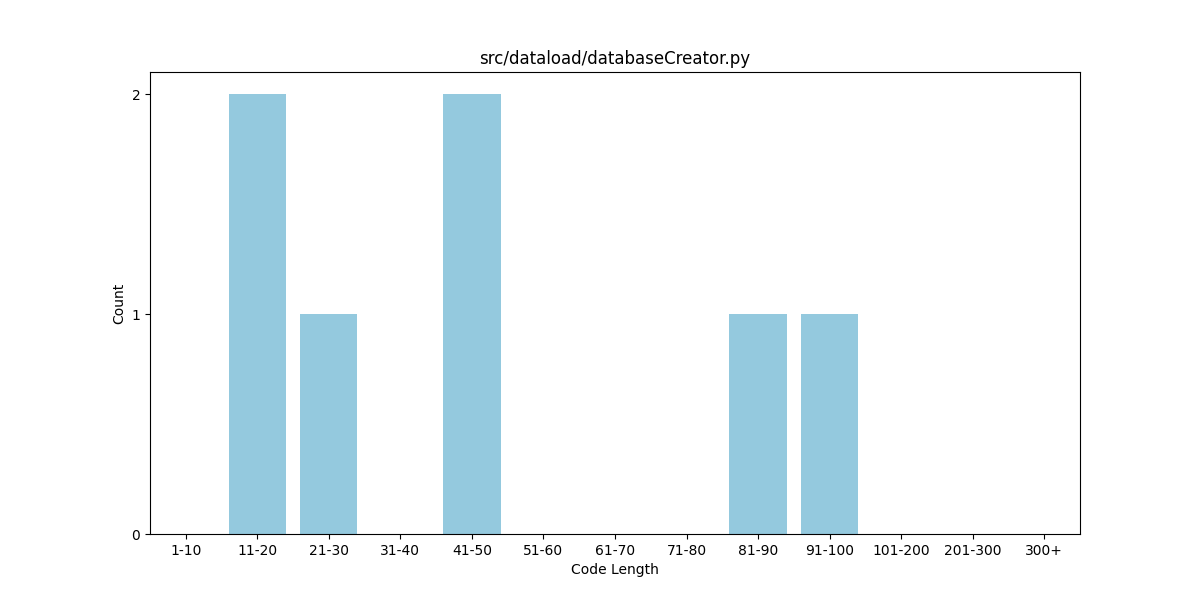 src/dataload/databaseCreator.py
Count
2
1
0
1-10 11-20 21-30 31-40 41-50 51-60 61-70 71-80 81-90 91-100 101-200 201-300 300+
Code Length